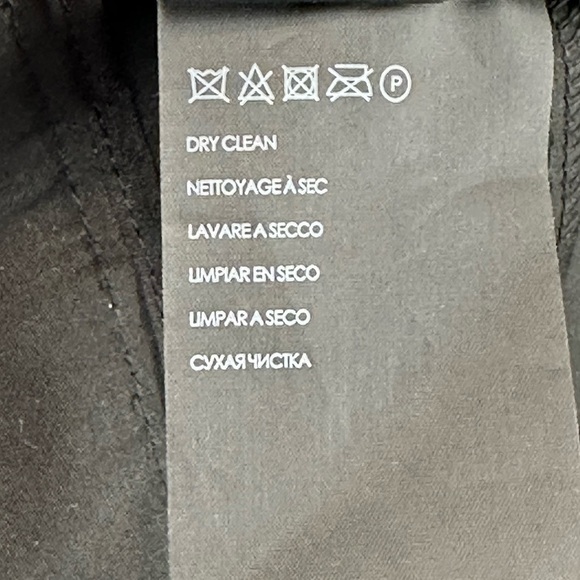 P
DRY CLEAN
NETTOYAGE À SEC
LAVARE A SECCO
LIMPIAR EN SECO
LIMPAR A SECO
СУХАЯ ЧИСТКА